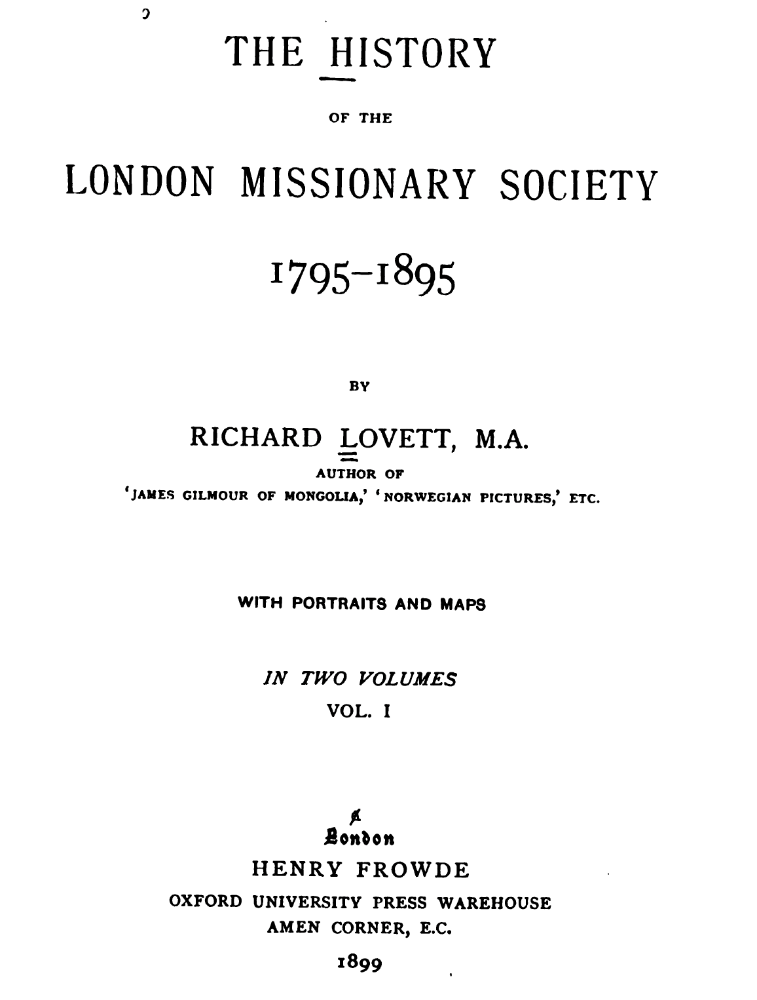 THE HISTORY
OF THE
LONDON MISSIONARY SOCIETY
1795–1895
BY
RICHARD LOVETT, M.A.
AUTHOR OF
‘JAMES GILMOUR OF MONGOLIA,’ ‘NORWEGIAN PICTURES,’ ETC.
WITH PORTRAITS AND MAPS
IN TWO VOLUMES
VOL. I
London
HENRY FROWDE
OXFORD UNIVERSITY PRESS WAREHOUSE
AMEN CORNER, E.C.
1899